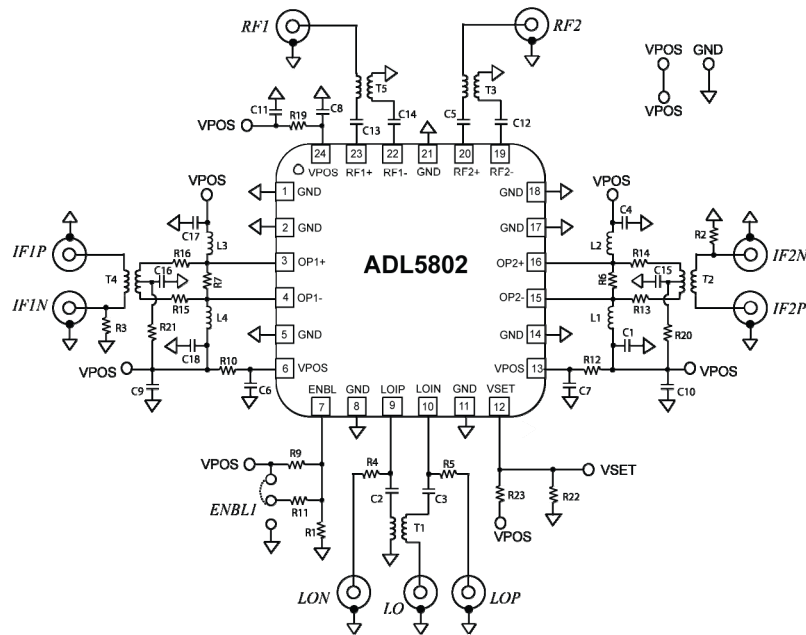 RF1
RF2
VPOS GND
VPOS
T5
T3
C11
C8
R19
VPOS
C13
C14
C5
C12
24 23 22 21 20 19
VPOS RF1+ RF1- GND RF2+ RF2-
1 GND
GND 18
2 GND
GND 17
3 OP1+
OP2+ 16
4 OP1-
OP2- 15
5 GND
GND 14
6 VPOS
VPOS 13
ADL5802
VPOS
C17
L3
R16
C16
R7
T4
R15
R21
L4
C18
R10
VPOS
C9
C6
R3
IF1P
IF1N
VPOS
C4
L2
R14
R2
R6
C15
T2
R13
L1
C1
R20
R12
VPOS
C7
C10
IF2N
IF2P
ENBL GND LOIP LOIN GND VSET
7 8 9 10 11 12
VPOS
R9
R11
ENBL1
R1
R4
R5
C2
C3
T1
R23
R22
VSET
VPOS
LON
LO
LOP